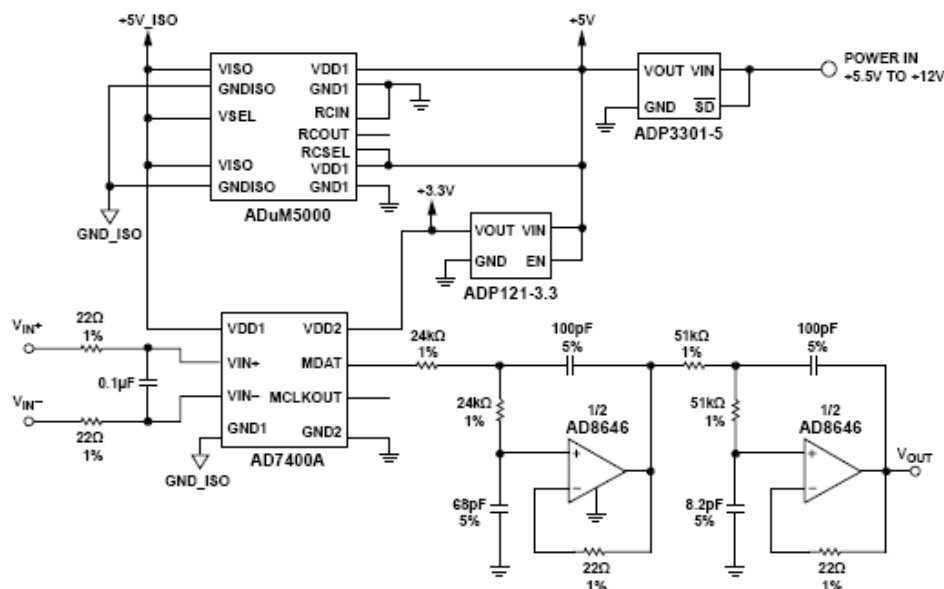 +5V_ISO
+5V
VISO
GNDISO
VSEL
VISO
GNDISO
VDD1
GND1
RCIN
RCOUT
RCSEL
VDD1
GND1
ADuM5000
GND_ISO
VOUT VIN
GND SD
ADP3301-5
POWER IN
+5.5V TO +12V
+3.3V
VOUT VIN
GND EN
ADP121-3.3
VIN+
22Ω
1%
0.1µF
VIN–
22Ω
1%
VDD1
VIN+
VIN–
GND1
VDD2
MDAT
MCLKOUT
GND2
AD7400A
GND_ISO
24kΩ
1%
100pF
5%
24kΩ
1%
1/2
AD8646
+
–
68pF
5%
22Ω
1%
51kΩ
1%
100pF
5%
51kΩ
1%
1/2
AD8646
+
–
8.2pF
5%
22Ω
1%
VOUT